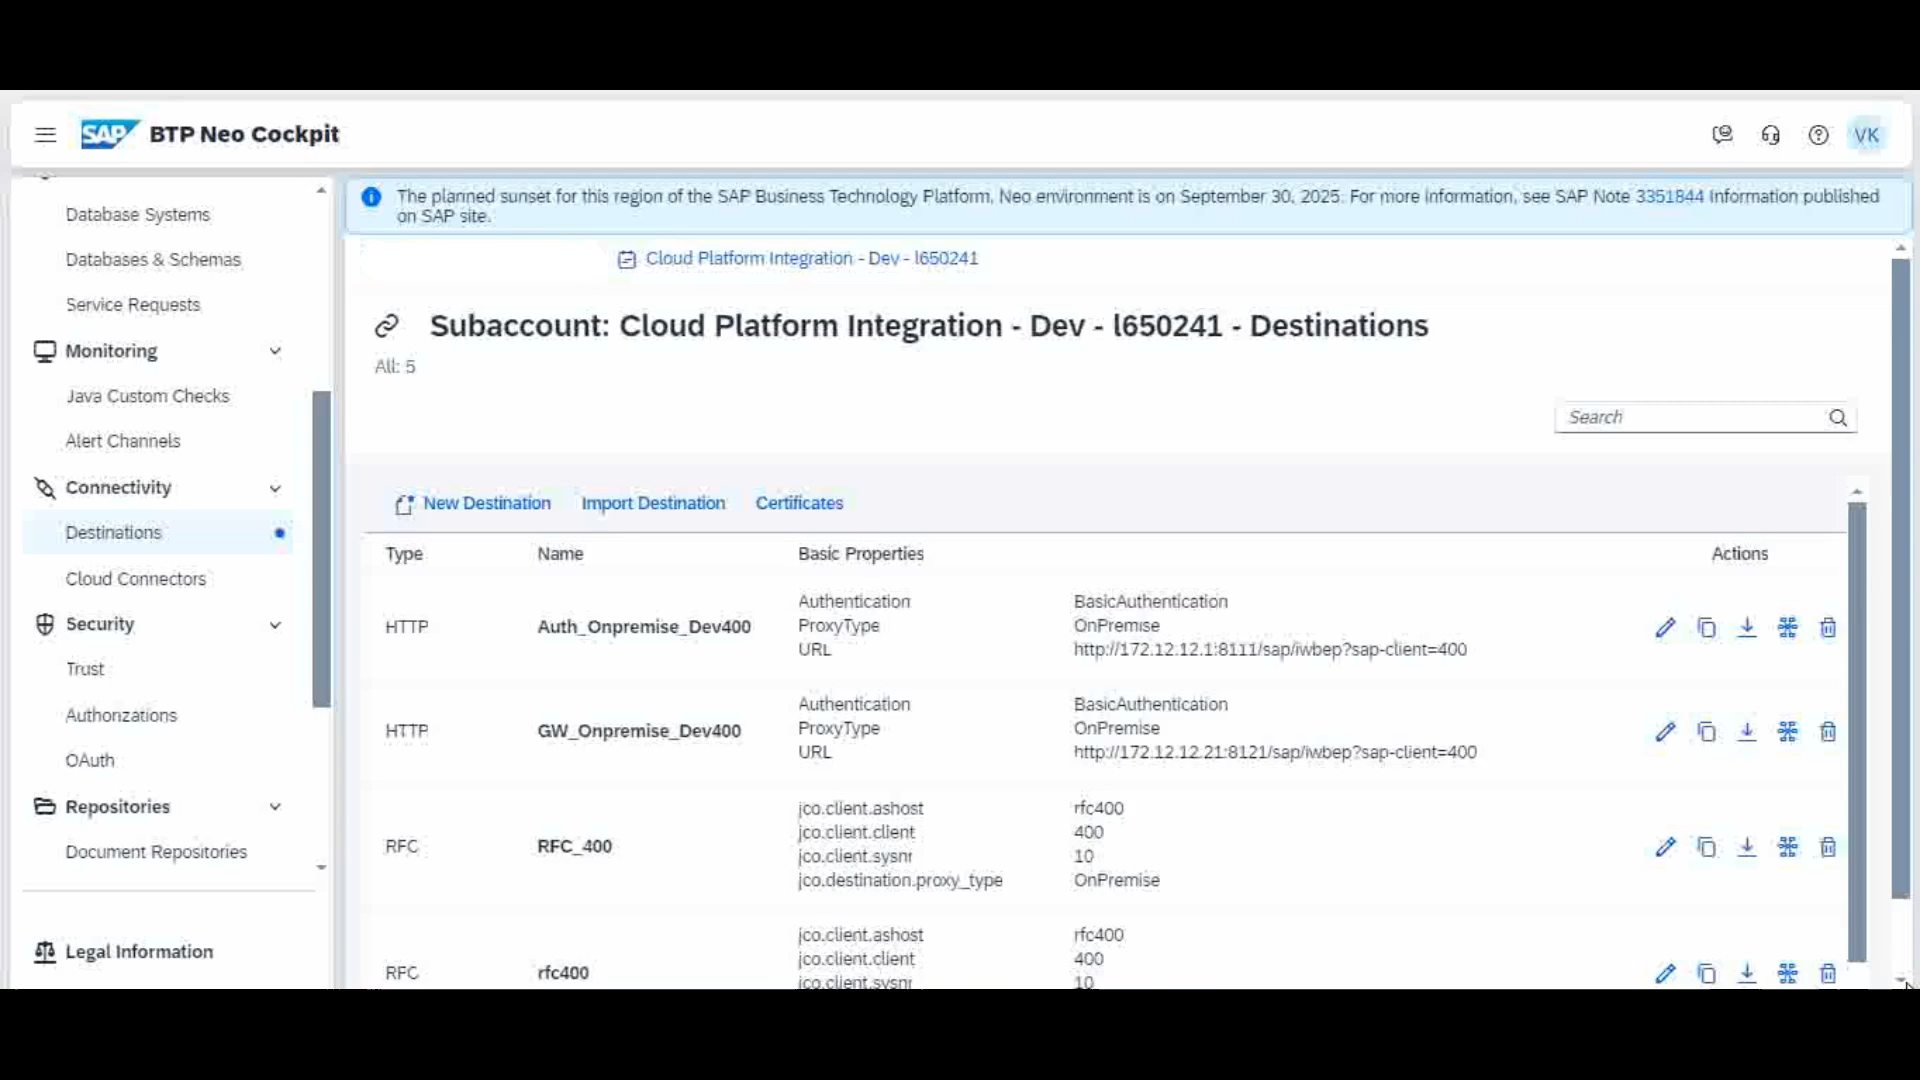 SAP BTP Neo Cockpit
VK
Database Systems
Databases & Schemas
Service Requests
Monitoring
Java Custom Checks
Alert Channels
Connectivity
Destinations
Cloud Connectors
Security
Trust
Authorizations
OAuth
Repositories
Document Repositories
Legal Information
The planned sunset for this region of the SAP Business Technology Platform, Neo environment is on September 30, 2025. For more information, see SAP Note 3351844 Information published
on SAP site.
Cloud Platform Integration - Dev - l650241
Subaccount: Cloud Platform Integration - Dev - l650241 - Destinations
All: 5
Search
New Destination Import Destination Certificates
Type Name Basic Properties Actions
Authentication BasicAuthentication
HTTP Auth_Onpremise_Dev400 ProxyType OnPremise
URL http://172.12.12.1:8111/sap/iwbep?sap-client=400
Authentication BasicAuthentication
HTTP GW_Onpremise_Dev400 ProxyType OnPremise
URL http://172.12.12.21:8121/sap/iwbep?sap-client=400
jco.client.ashost rfc400
jco.client.client 400
RFC RFC_400 jco.client.sysnr 10
jco.destination.proxy_type OnPremise
jco.client.ashost rfc400
jco.client.client 400
RFC rfc400 jco.client.sysnr 10